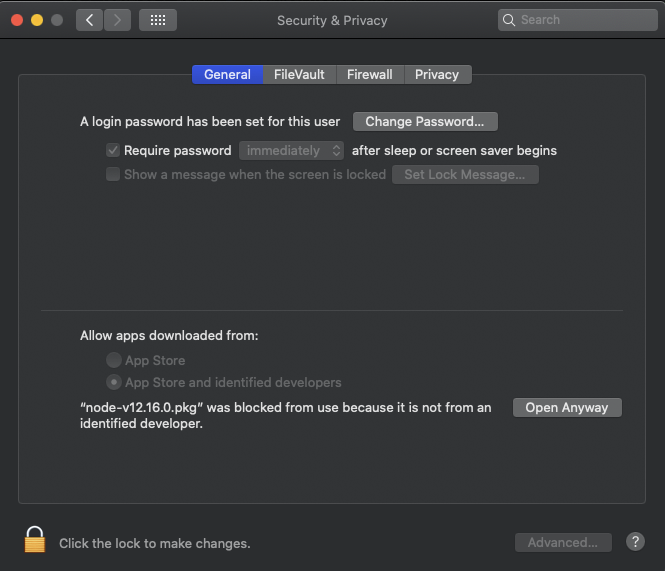 Security & Privacy
Search
General
FileVault
Firewall
Privacy
A login password has been set for this user
Change Password...
Require password
immediately
after sleep or screen saver begins
Show a message when the screen is locked
Set Lock Message...
Allow apps downloaded from:
App Store
App Store and identified developers
“node-v12.16.0.pkg” was blocked from use because it is not from an
identified developer.
Open Anyway
Click the lock to make changes.
Advanced...
?